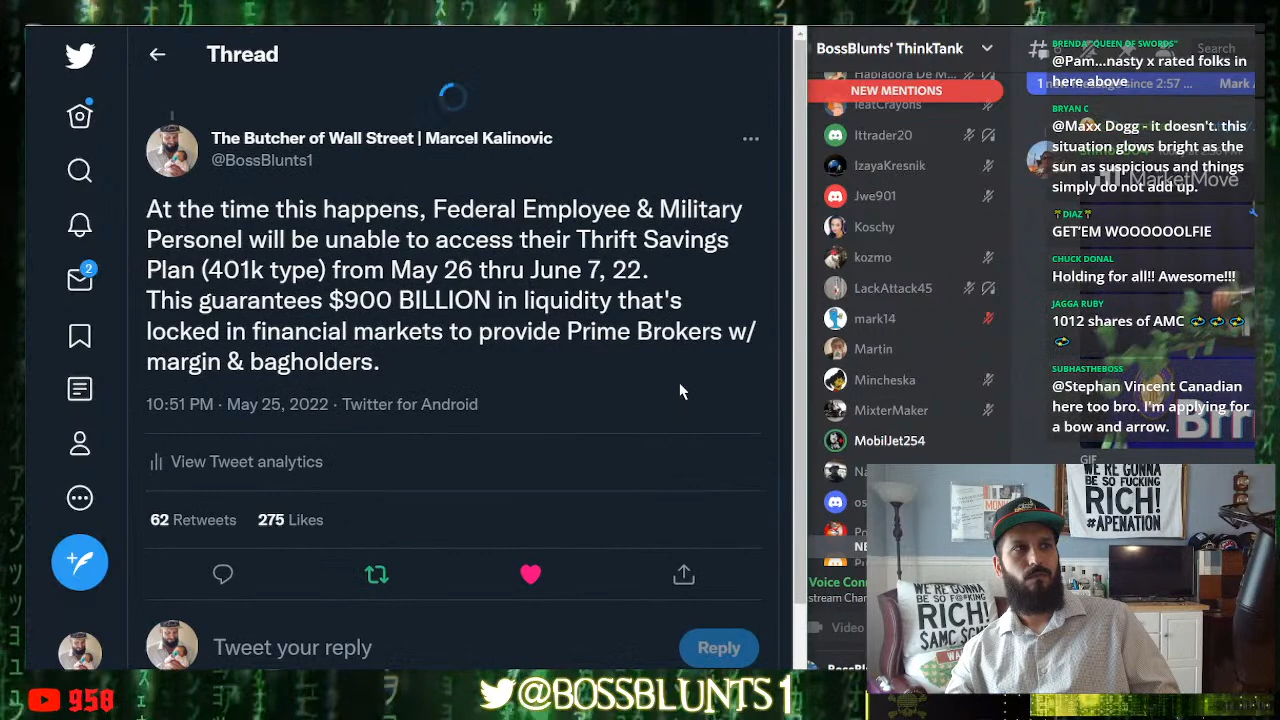 Thread
The Butcher of Wall Street | Marcel Kalinovic
@BossBlunts1
At the time this happens, Federal Employee & Military
Personel will be unable to access their Thrift Savings
Plan (401k type) from May 26 thru June 7, 22.
This guarantees $900 BILLION in liquidity that's
locked in financial markets to provide Prime Brokers w/
margin & bagholders.
10:51 PM · May 25, 2022 · Twitter for Android
View Tweet analytics
62 Retweets 275 Likes
Tweet your reply
Reply
2
BossBlunts' ThinkTank
Habladora De M...
NEW MENTIONS
leatCrayons
Ittrader20
IzayaKresnik
Jwe901
Koschy
kozmo
LackAttack45
mark14
Martin
Mincheska
MixterMaker
MobilJet254
Voice Con
stream Cha
Video
Search
new message since 2:57 ...
Mark
MarketMove
Brr
GIF
BRENDA "QUEEN OF SWORDS"
@Pam...nasty x rated folks in
here above
BRYAN C
@Maxx Dogg - it doesn't, this
situation glows bright as the
sun as suspicious and things
simply do not add up.
DIAZ
GET'EM WOOOOOLFIE
CHUCK DONAL
Holding for all!! Awesome!!!
JAGGA RUBY
1012 shares of AMC
SUBHASTHEBOSS
@Stephan Vincent Canadian
here too bro. I'm applying for
a bow and arrow.
WE'RE GONNA
BE SO FUCKING
RICH!
#APENATION
WE'RE GONNA
BE SO F@#KING
RICH!
$AMC $GM
958
@BOSSBLUNTS1